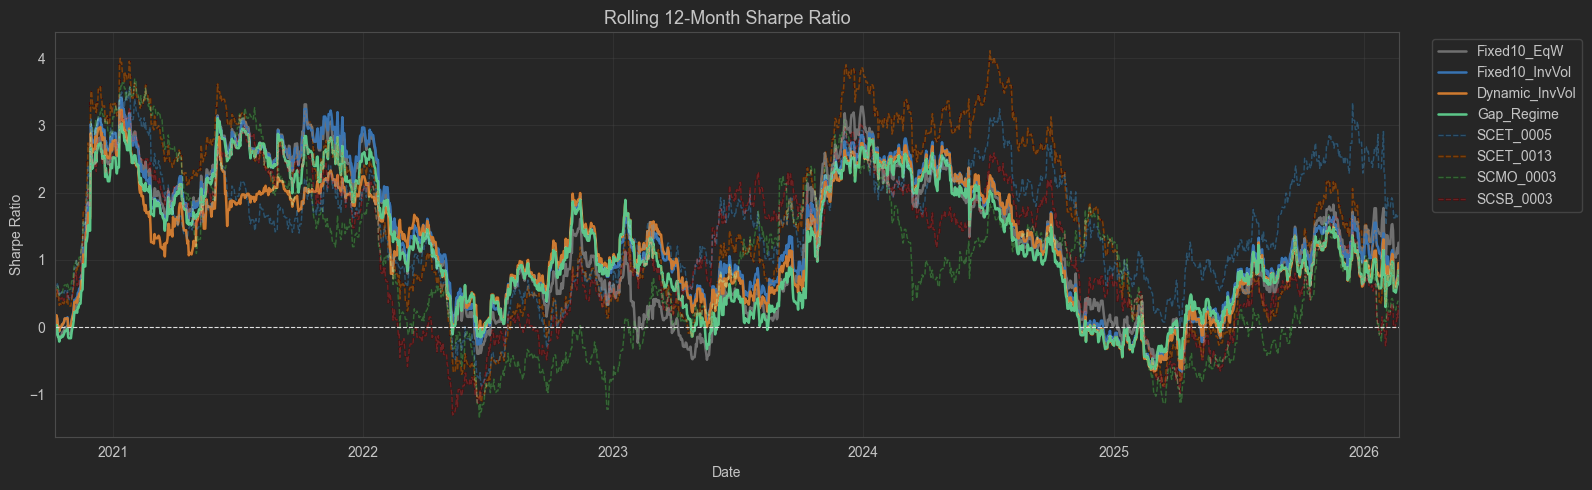 Rolling 12-Month Sharpe Ratio
Sharpe Ratio
4
3
2
1
0
−1
2021
2022
2023
2024
2025
2026
Date
Fixed10_EqW
Fixed10_InvVol
Dynamic_InvVol
Gap_Regime
SCET_0005
SCET_0013
SCMO_0003
SCSB_0003